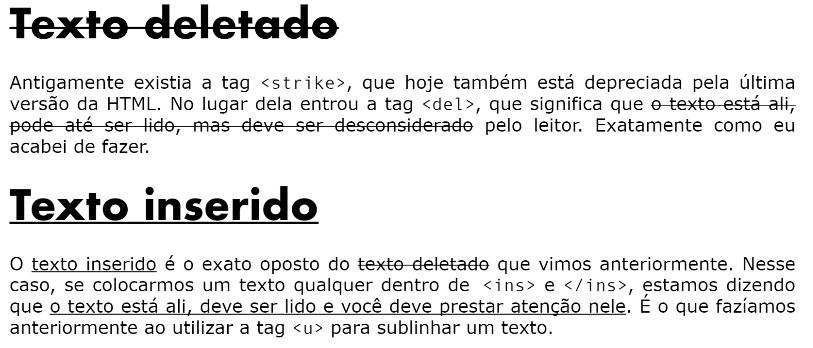 Texto deletado
Antigamente existia a tag <strike>, que hoje também está depreciada pela última
versão da HTML. No lugar dela entrou a tag <del>, que significa que o texto está ali,
pode até ser lido, mas deve ser desconsiderado pelo leitor. Exatamente como eu
acabei de fazer.
Texto inserido
O texto inserido é o exato oposto do texto deletado que vimos anteriormente. Nesse
caso, se colocarmos um texto qualquer dentro de <ins> e </ins>, estamos dizendo
que o texto está ali, deve ser lido e você deve prestar atenção nele. É o que fazíamos
anteriormente ao utilizar a tag <u> para sublinhar um texto.